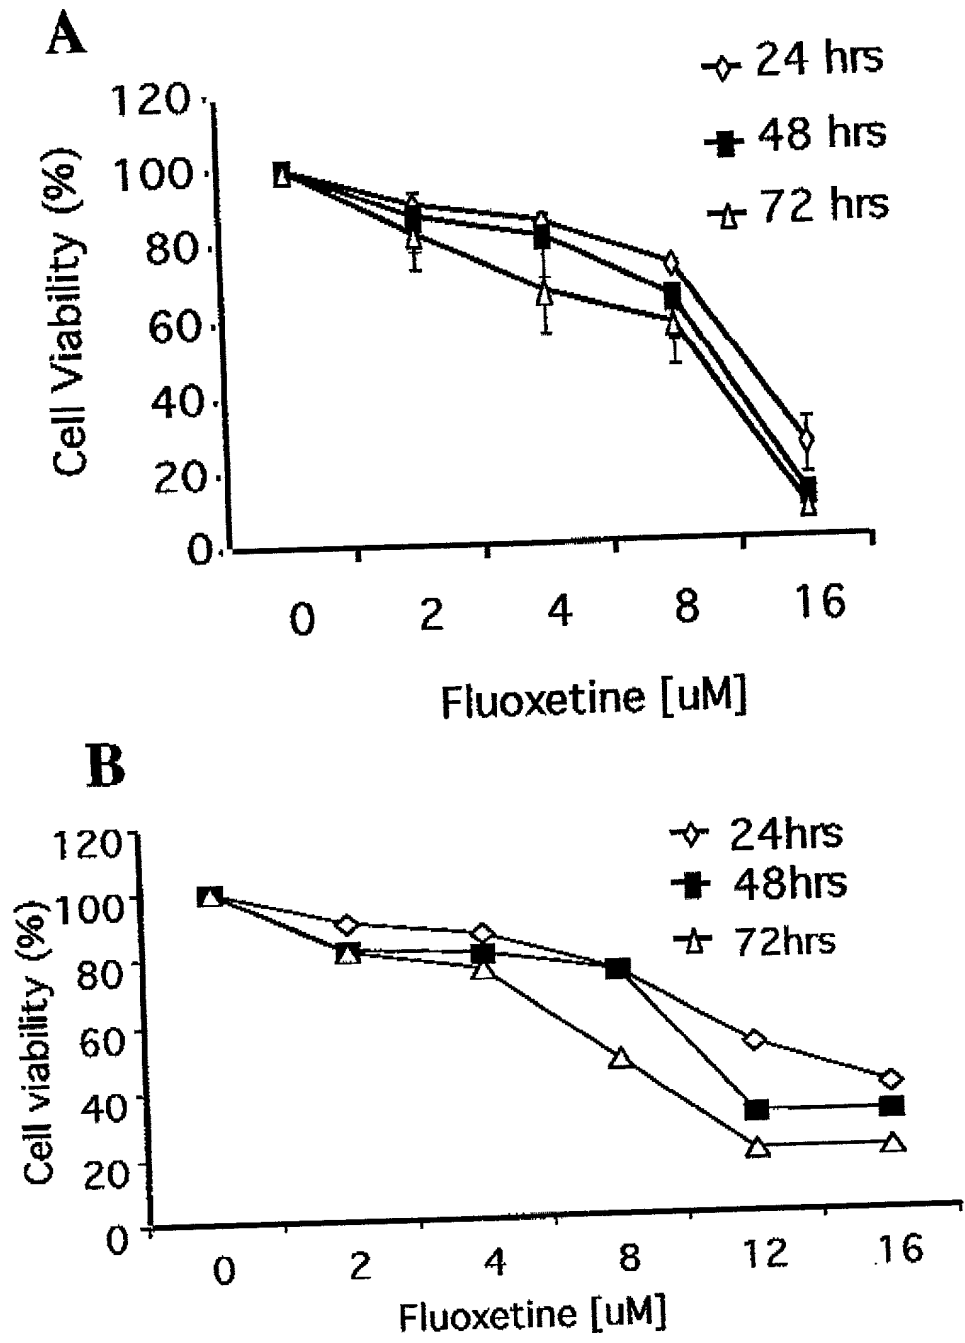 A
24 hrs
48 hrs
72 hrs
120
100
80
60
40
20
0
Cell Viability (%)
0 2 4 8 16
Fluoxetine [uM]
B
24hrs
48hrs
72hrs
120
100
80
60
40
20
0
Cell viability (%)
0 2 4 8 12 16
Fluoxetine [uM]